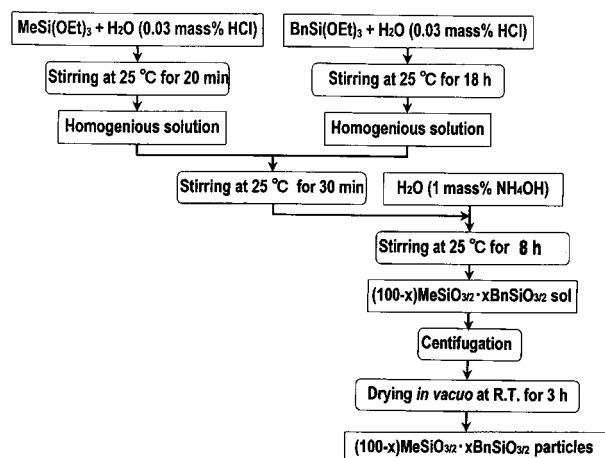 MeSi(OEt)3 + H2O (0.03 mass% HCl)
BnSi(OEt)3 + H2O (0.03 mass% HCl)
Stirring at 25 °C for 20 min
Stirring at 25 °C for 18 h
Homogenious solution
Homogenious solution
Stirring at 25 °C for 30 min
H2O (1 mass% NH4OH)
Stirring at 25 °C for 8 h
(100-x)MeSiO3/2·xBnSiO3/2 sol
Centifugation
Drying in vacuo at R.T. for 3 h
(100-x)MeSiO3/2·xBnSiO3/2 particles